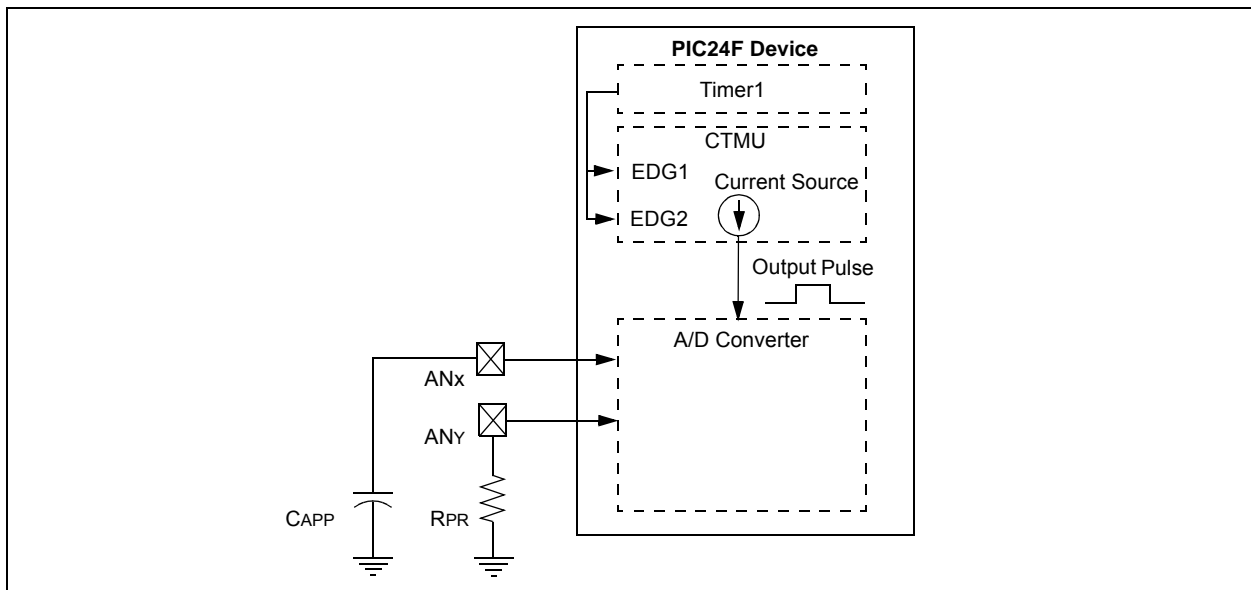 PIC24F Device
Timer1
CTMU
EDG1
Current Source
EDG2
Output Pulse
A/D Converter
ANX
ANY
CAPP
RPR